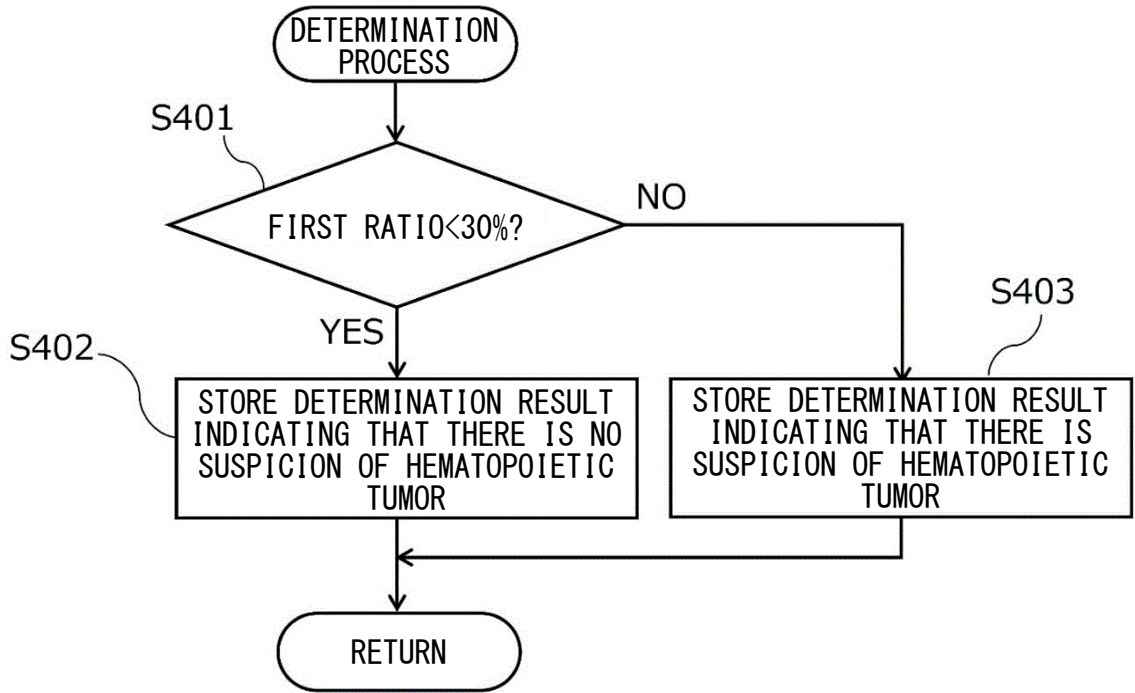 DETERMINATION
PROCESS
S401
FIRST RATIO<30%?
NO
YES
S402
STORE DETERMINATION RESULT
INDICATING THAT THERE IS NO
SUSPICION OF HEMATOPOIETIC
TUMOR
S403
STORE DETERMINATION RESULT
INDICATING THAT THERE IS
SUSPICION OF HEMATOPOIETIC
TUMOR
RETURN